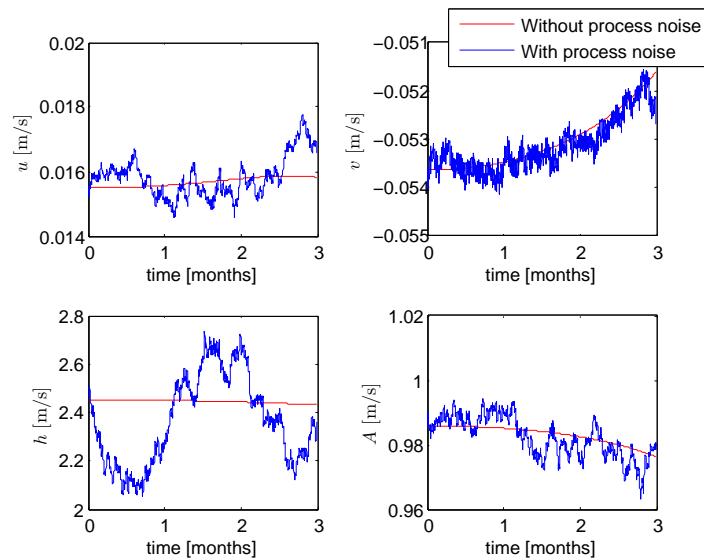 Without process noise
With process noise
0.02
0.018
0.016
0.014
u [m/s]
0 1 2 3
time [months]
−0.051
−0.052
−0.053
−0.054
−0.055
v [m/s]
0 1 2 3
time [months]
2.8
2.6
2.4
2.2
2
h [m/s]
0 1 2 3
time [months]
1.02
1
0.98
0.96
A [m/s]
0 1 2 3
time [months]